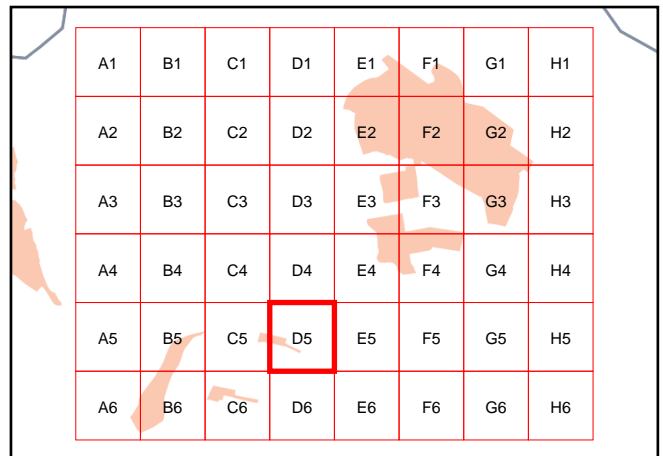 A1 B1 C1 D1 E1 F1 G1 H1
A2 B2 C2 D2 E2 F2 G2 H2
A3 B3 C3 D3 E3 F3 G3 H3
A4 B4 C4 D4 E4 F4 G4 H4
A5 B5 C5 D5 E5 F5 G5 H5
A6 B6 C6 D6 E6 F6 G6 H6